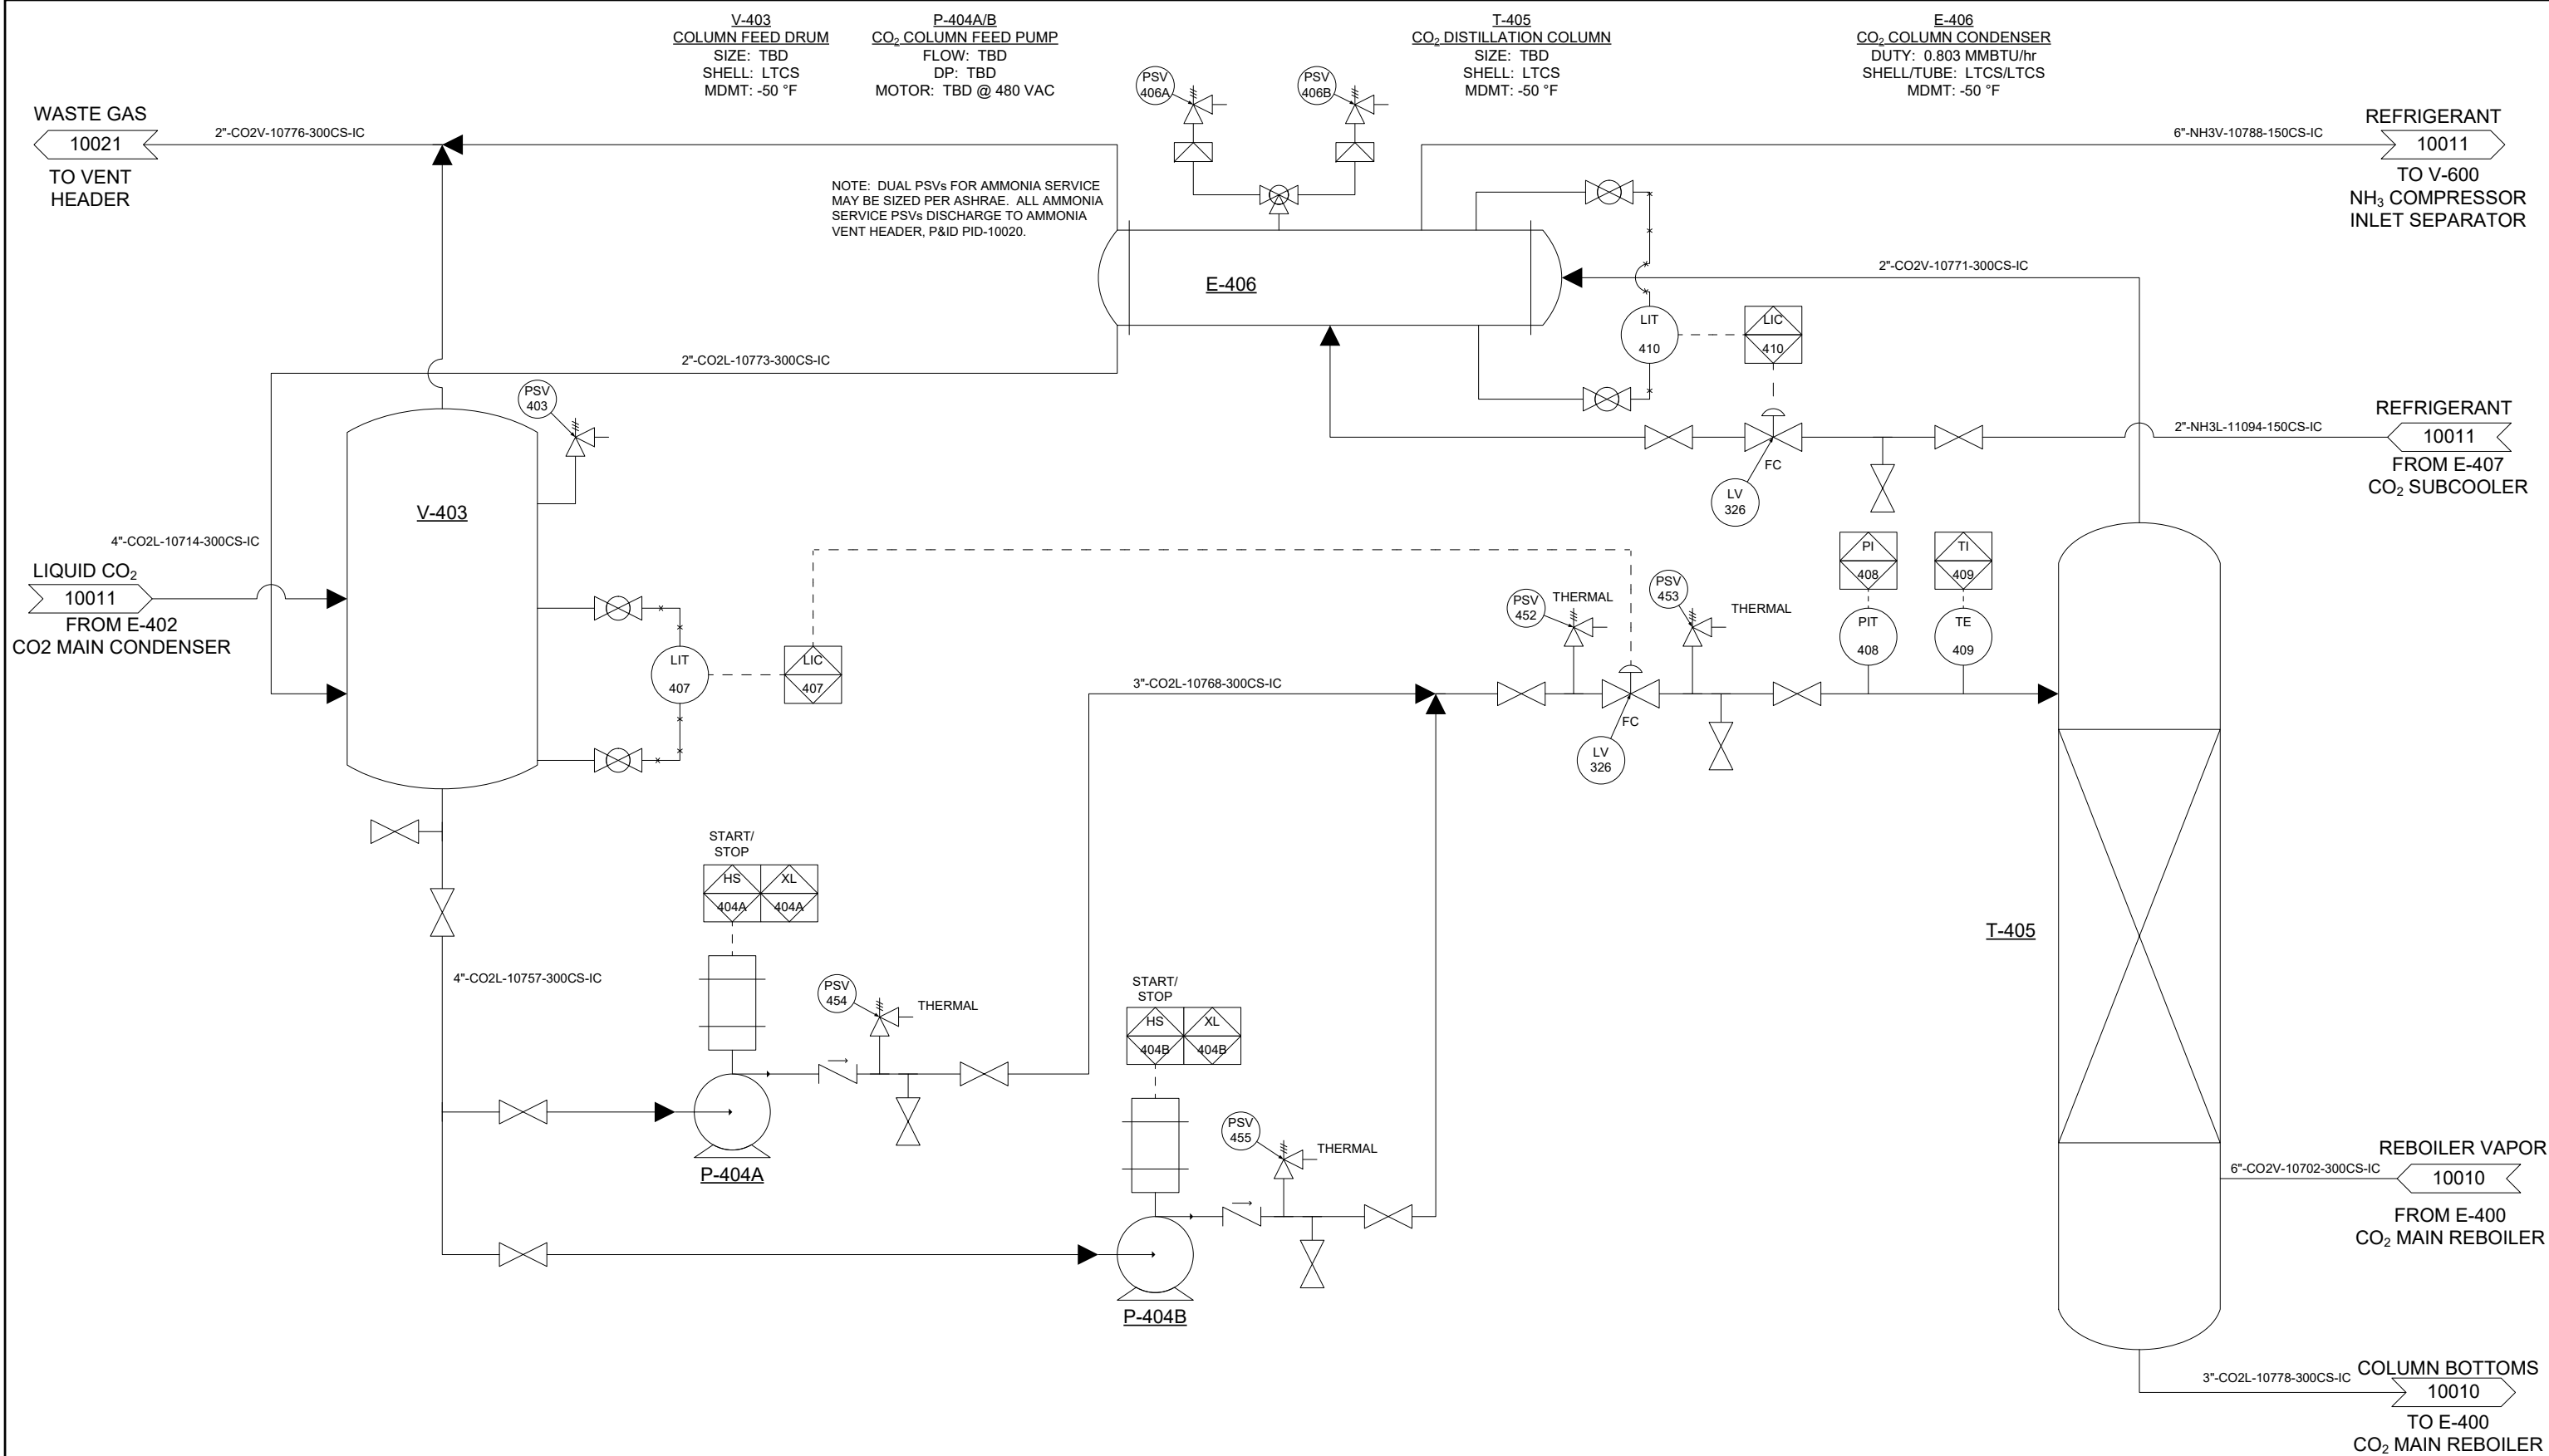 V-403
COLUMN FEED DRUM
SIZE: TBD
SHELL: LTCS
MDMT: -50 °F
P-404A/B
CO₂ COLUMN FEED PUMP
FLOW: TBD
DP: TBD
MOTOR: TBD @ 480 VAC
T-405
CO₂ DISTILLATION COLUMN
SIZE: TBD
SHELL: LTCS
MDMT: -50 °F
E-406
CO₂ COLUMN CONDENSER
DUTY: 0.803 MMBTU/hr
SHELL/TUBE: LTCS/LTCS
MDMT: -50 °F
WASTE GAS
10021
TO VENT
HEADER
2"-CO2V-10776-300CS-IC
PSV
406A
PSV
406B
NOTE: DUAL PSVs FOR AMMONIA SERVICE
MAY BE SIZED PER ASHRAE. ALL AMMONIA
SERVICE PSVs DISCHARGE TO AMMONIA
VENT HEADER, P&ID PID-10020.
6"-NH3V-10788-150CS-IC
REFRIGERANT
10011
TO V-600
NH₃ COMPRESSOR
INLET SEPARATOR
E-406
2"-CO2V-10771-300CS-IC
LIT
410
LIC
410
2"-CO2L-10773-300CS-IC
PSV
403
V-403
FC
LV
326
2"-NH3L-11094-150CS-IC
REFRIGERANT
10011
FROM E-407
CO₂ SUBCOOLER
4"-CO2L-10714-300CS-IC
LIQUID CO₂
10011
FROM E-402
CO2 MAIN CONDENSER
LIT
407
LIC
407
PSV
452
THERMAL
PSV
453
THERMAL
PI
408
TI
409
PIT
408
TE
409
3"-CO2L-10768-300CS-IC
FC
LV
326
START/
STOP
HS
404A
XL
404A
4"-CO2L-10757-300CS-IC
PSV
454
THERMAL
P-404A
START/
STOP
HS
404B
XL
404B
PSV
455
THERMAL
P-404B
T-405
6"-CO2V-10702-300CS-IC
REBOILER VAPOR
10010
FROM E-400
CO₂ MAIN REBOILER
3"-CO2L-10778-300CS-IC
COLUMN BOTTOMS
10010
TO E-400
CO₂ MAIN REBOILER